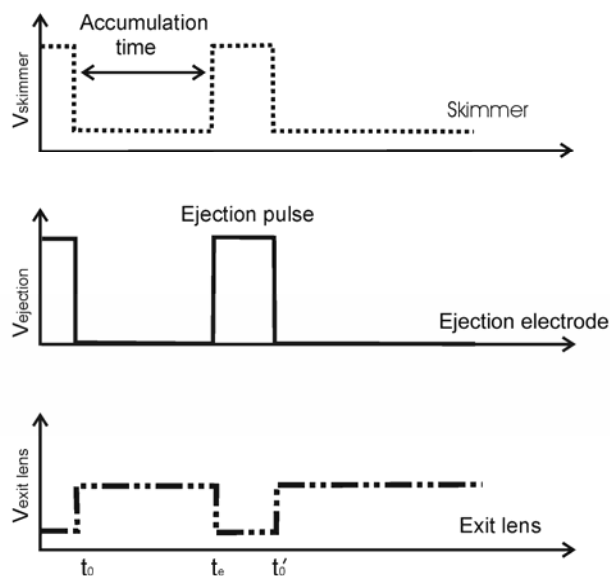 Accumulation
time
Vskimmer
Skimmer
Ejection pulse
Vejection
Ejection electrode
Vexit lens
Exit lens
t₀ tₑ t₀′